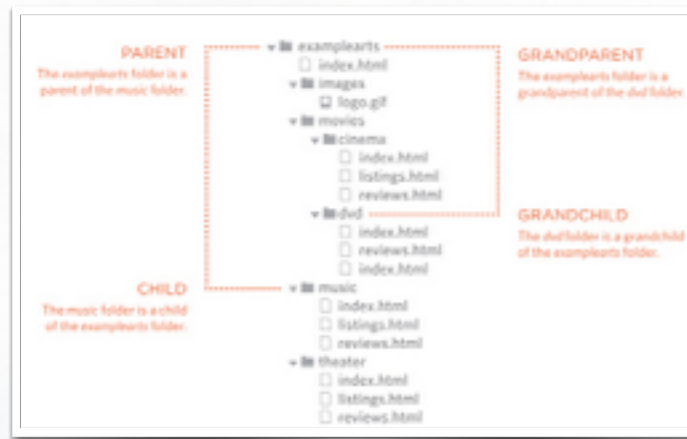 PARENT
The examplearts folder is a
parent of the music folder.
CHILD
The music folder is a child
of the examplearts folder.
examplearts
index.html
images
logo.gif
movies
cinema
index.html
listings.html
reviews.html
dvd
index.html
reviews.html
index.html
music
index.html
listings.html
reviews.html
theater
index.html
listings.html
reviews.html
GRANDPARENT
The examplearts folder is a
grandparent of the dvd folder.
GRANDCHILD
The dvd folder is a grandchild
of the examplearts folder.